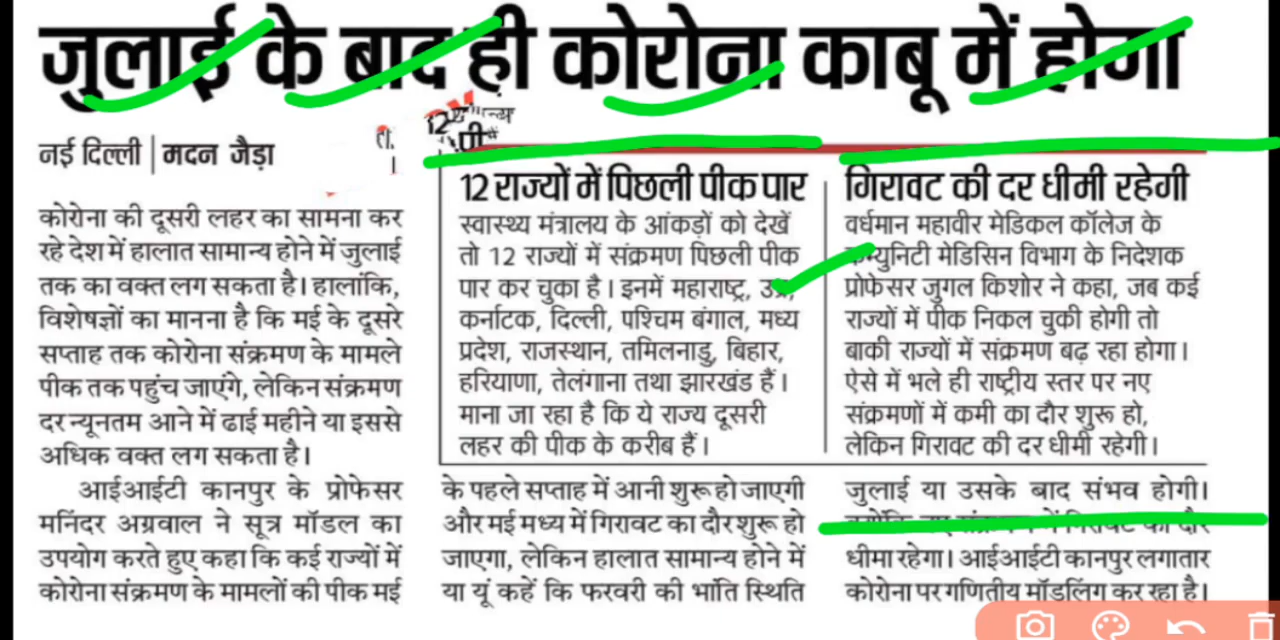 जुलाई के बाद ही कोरोना काबू में होगा
नई दिल्ली | मदन जैड़ा
कोरोना की दूसरी लहर का सामना कर
रहे देश में हालात सामान्य होने में जुलाई
तक का वक्त लग सकता है। हालांकि,
विशेषज्ञों का मानना है कि मई के दूसरे
सप्ताह तक कोरोना संक्रमण के मामले
पीक तक पहुंच जाएंगे, लेकिन संक्रमण
दर न्यूनतम आने में ढाई महीने या इससे
अधिक वक्त लग सकता है।
आईआईटी कानपुर के प्रोफेसर
मनिंदर अग्रवाल ने सूत्र मॉडल का
उपयोग करते हुए कहा कि कई राज्यों में
कोरोना संक्रमण के मामलों की पीक मई
12 राज्यों में पिछली पीक पार
स्वास्थ्य मंत्रालय के आंकड़ों को देखें
तो 12 राज्यों में संक्रमण पिछली पीक
पार कर चुका है। इनमें महाराष्ट्र, उप्र,
कर्नाटक, दिल्ली, पश्चिम बंगाल, मध्य
प्रदेश, राजस्थान, तमिलनाडु, बिहार,
हरियाणा, तेलंगाना तथा झारखंड हैं।
माना जा रहा है कि ये राज्य दूसरी
लहर की पीक के करीब हैं।
गिरावट की दर धीमी रहेगी
वर्धमान महावीर मेडिकल कॉलेज के
कम्युनिटी मेडिसिन विभाग के निदेशक
प्रोफेसर जुगल किशोर ने कहा, जब कई
राज्यों में पीक निकल चुकी होगी तो
बाकी राज्यों में संक्रमण बढ़ रहा होगा।
ऐसे में भले ही राष्ट्रीय स्तर पर नए
संक्रमणों में कमी का दौर शुरू हो,
लेकिन गिरावट की दर धीमी रहेगी।
के पहले सप्ताह में आनी शुरू हो जाएगी
और मई मध्य में गिरावट का दौर शुरू हो
जाएगा, लेकिन हालात सामान्य होने में
या यूं कहें कि फरवरी की भांति स्थिति
जुलाई या उसके बाद संभव होगी।
में गिरावट का दौर
धीमा रहेगा। आईआईटी कानपुर लगातार
कोरोना पर गणितीय मॉडलिंग कर रहा है।